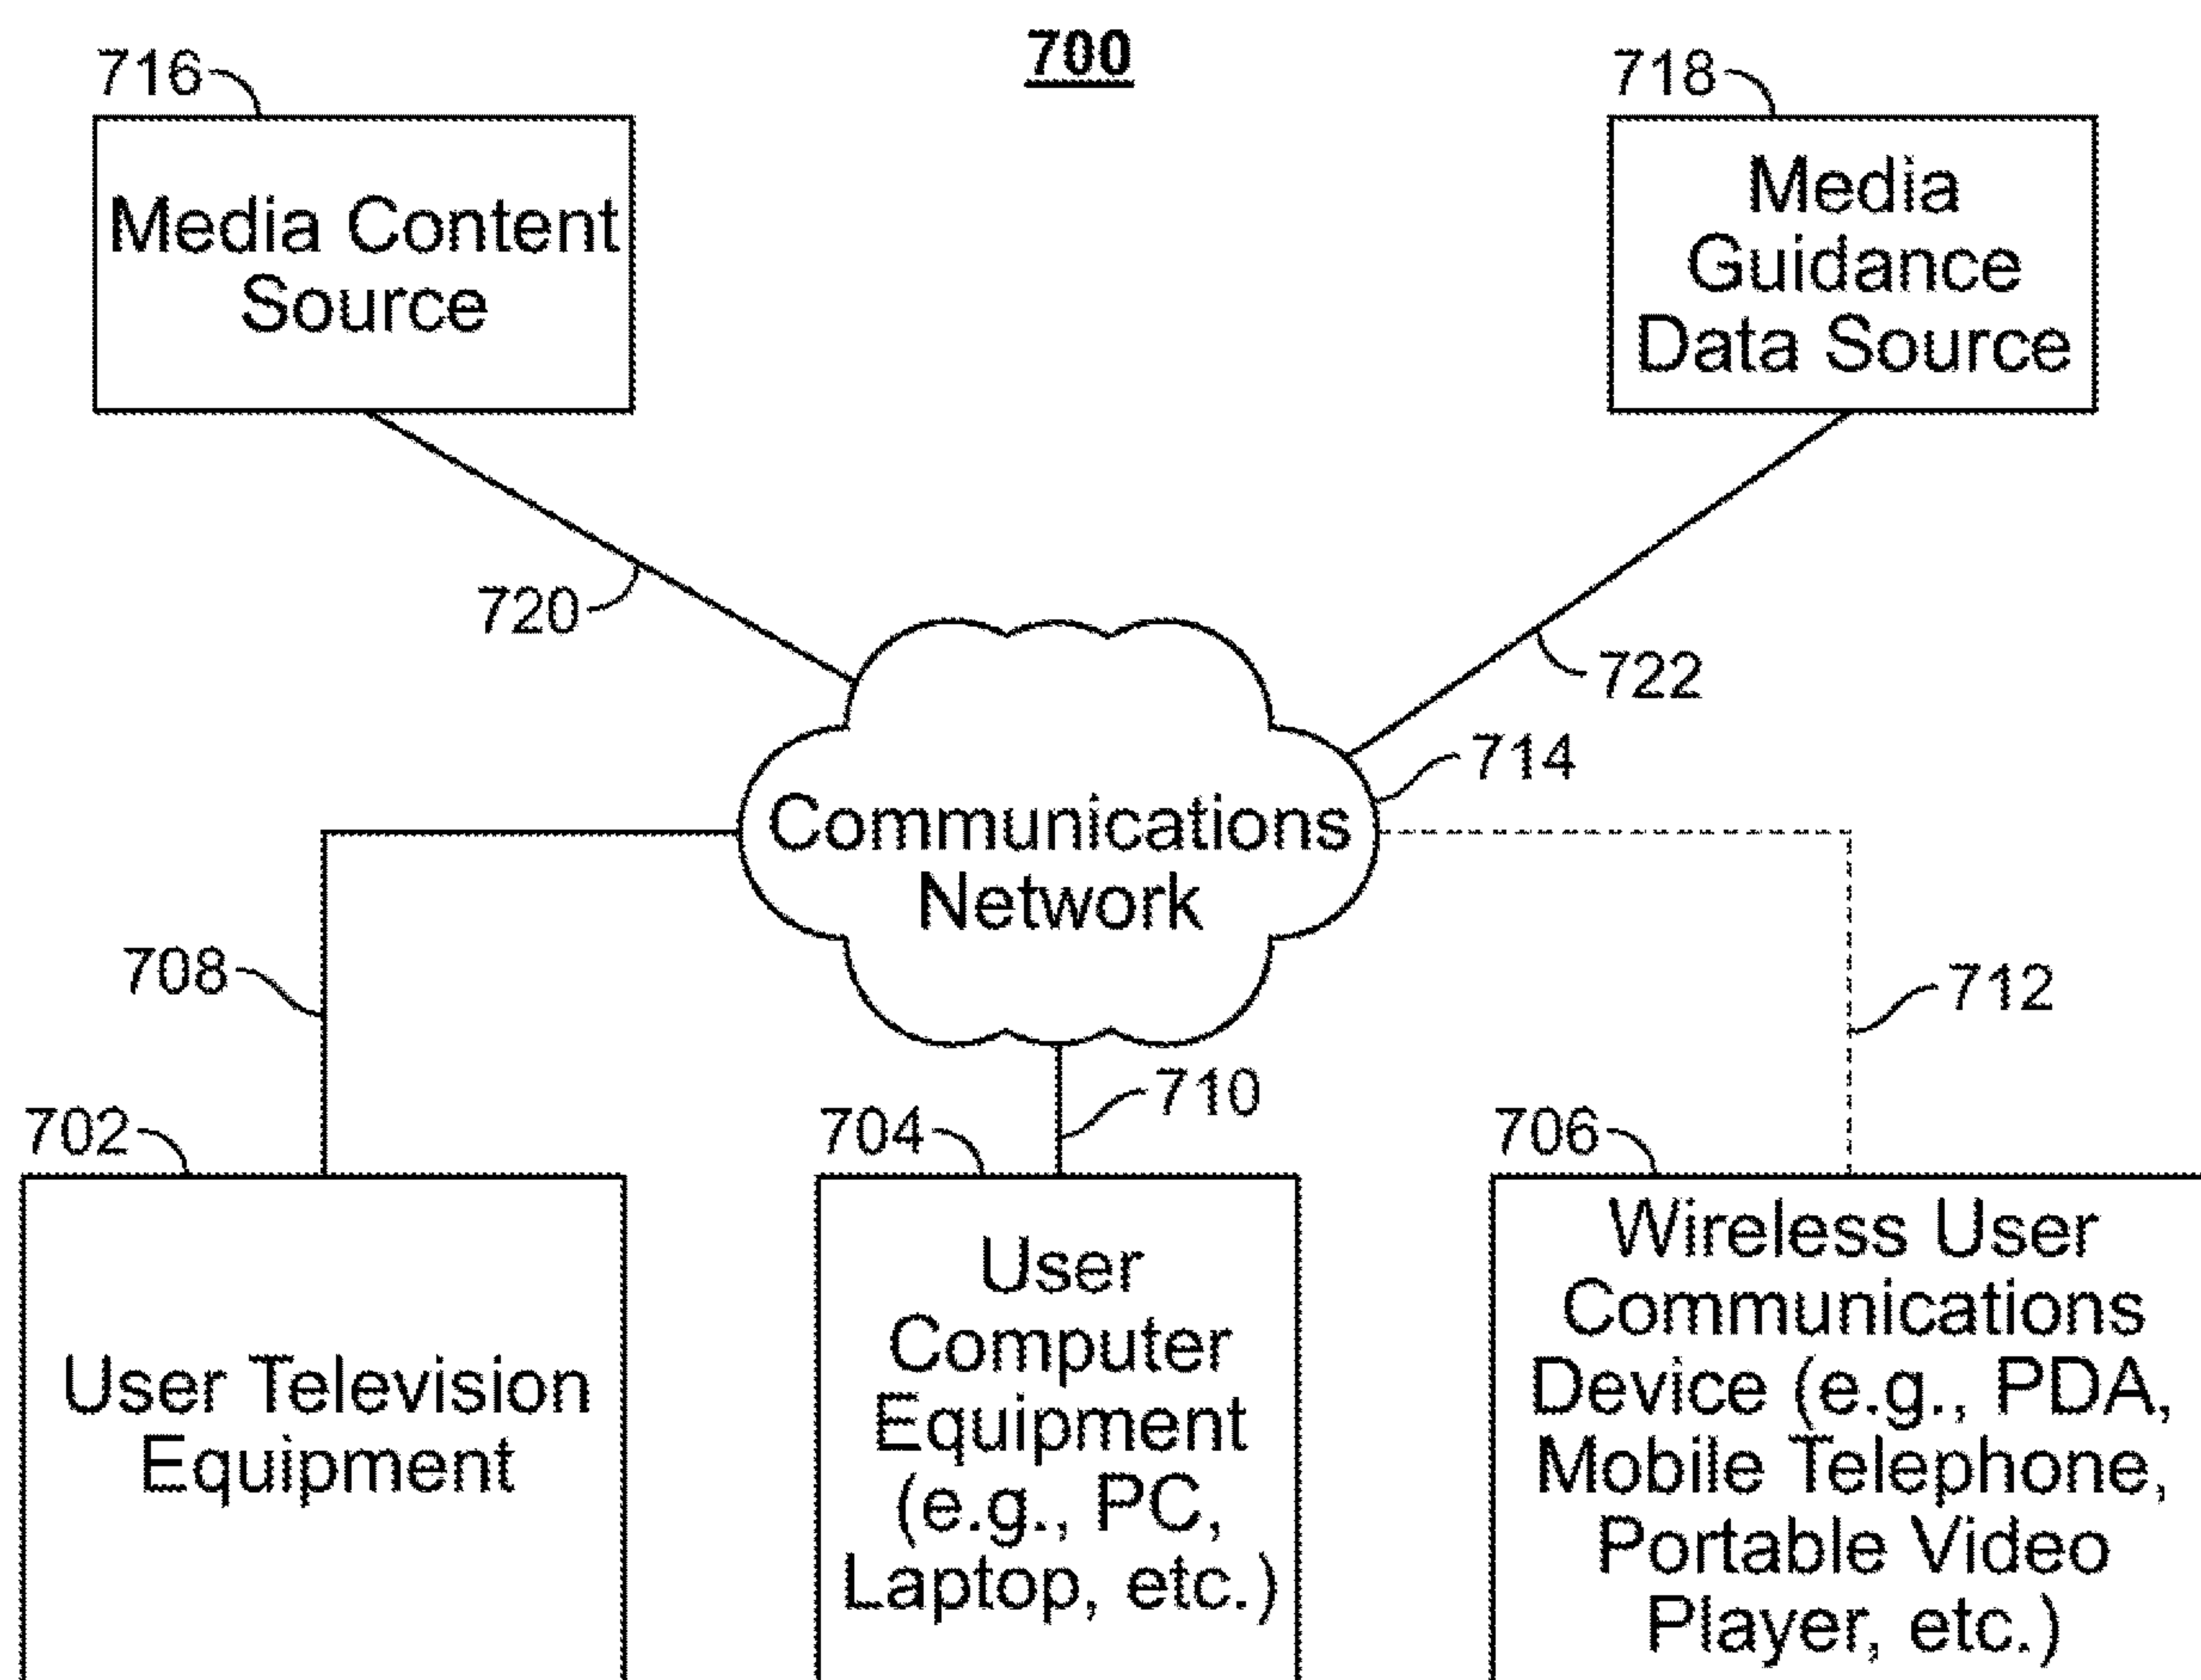 700
716
718
Media Content
Source
Media
Guidance
Data Source
720
722
714
Communications
Network
708
712
710
702
704
706
User Television
Equipment
User
Computer
Equipment
(e.g., PC,
Laptop, etc.)
Wireless User
Communications
Device (e.g., PDA,
Mobile Telephone,
Portable Video
Player, etc.)